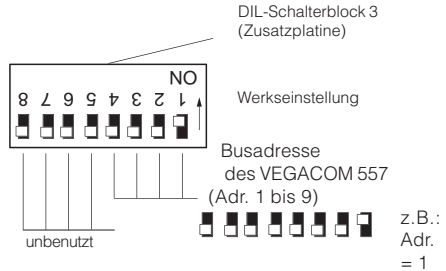 DIL-Schalterblock 3
(Zusatzplatine)
ON
8 7 6 5 4 3 2 1
Werkseinstellung
Busadresse
des VEGACOM 557
(Adr. 1 bis 9)
unbenutzt
z.B.:
Adr.
= 1